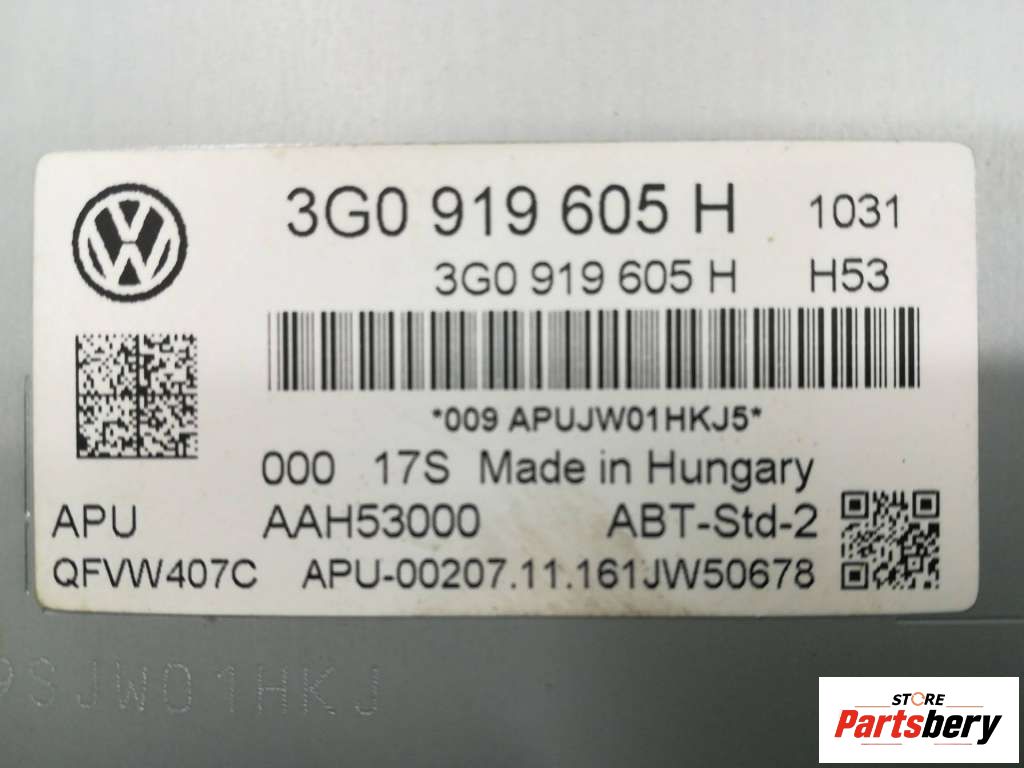 3G0 919 605 H 1031
3G0 919 605 H H53
*009 APUJW01HKJ5*
000 17S Made in Hungary
APU AAH53000 ABT-Std-2
QFVW407C APU-00207.11.161JW50678
9SJW01HKJ
STORE
Partsbery